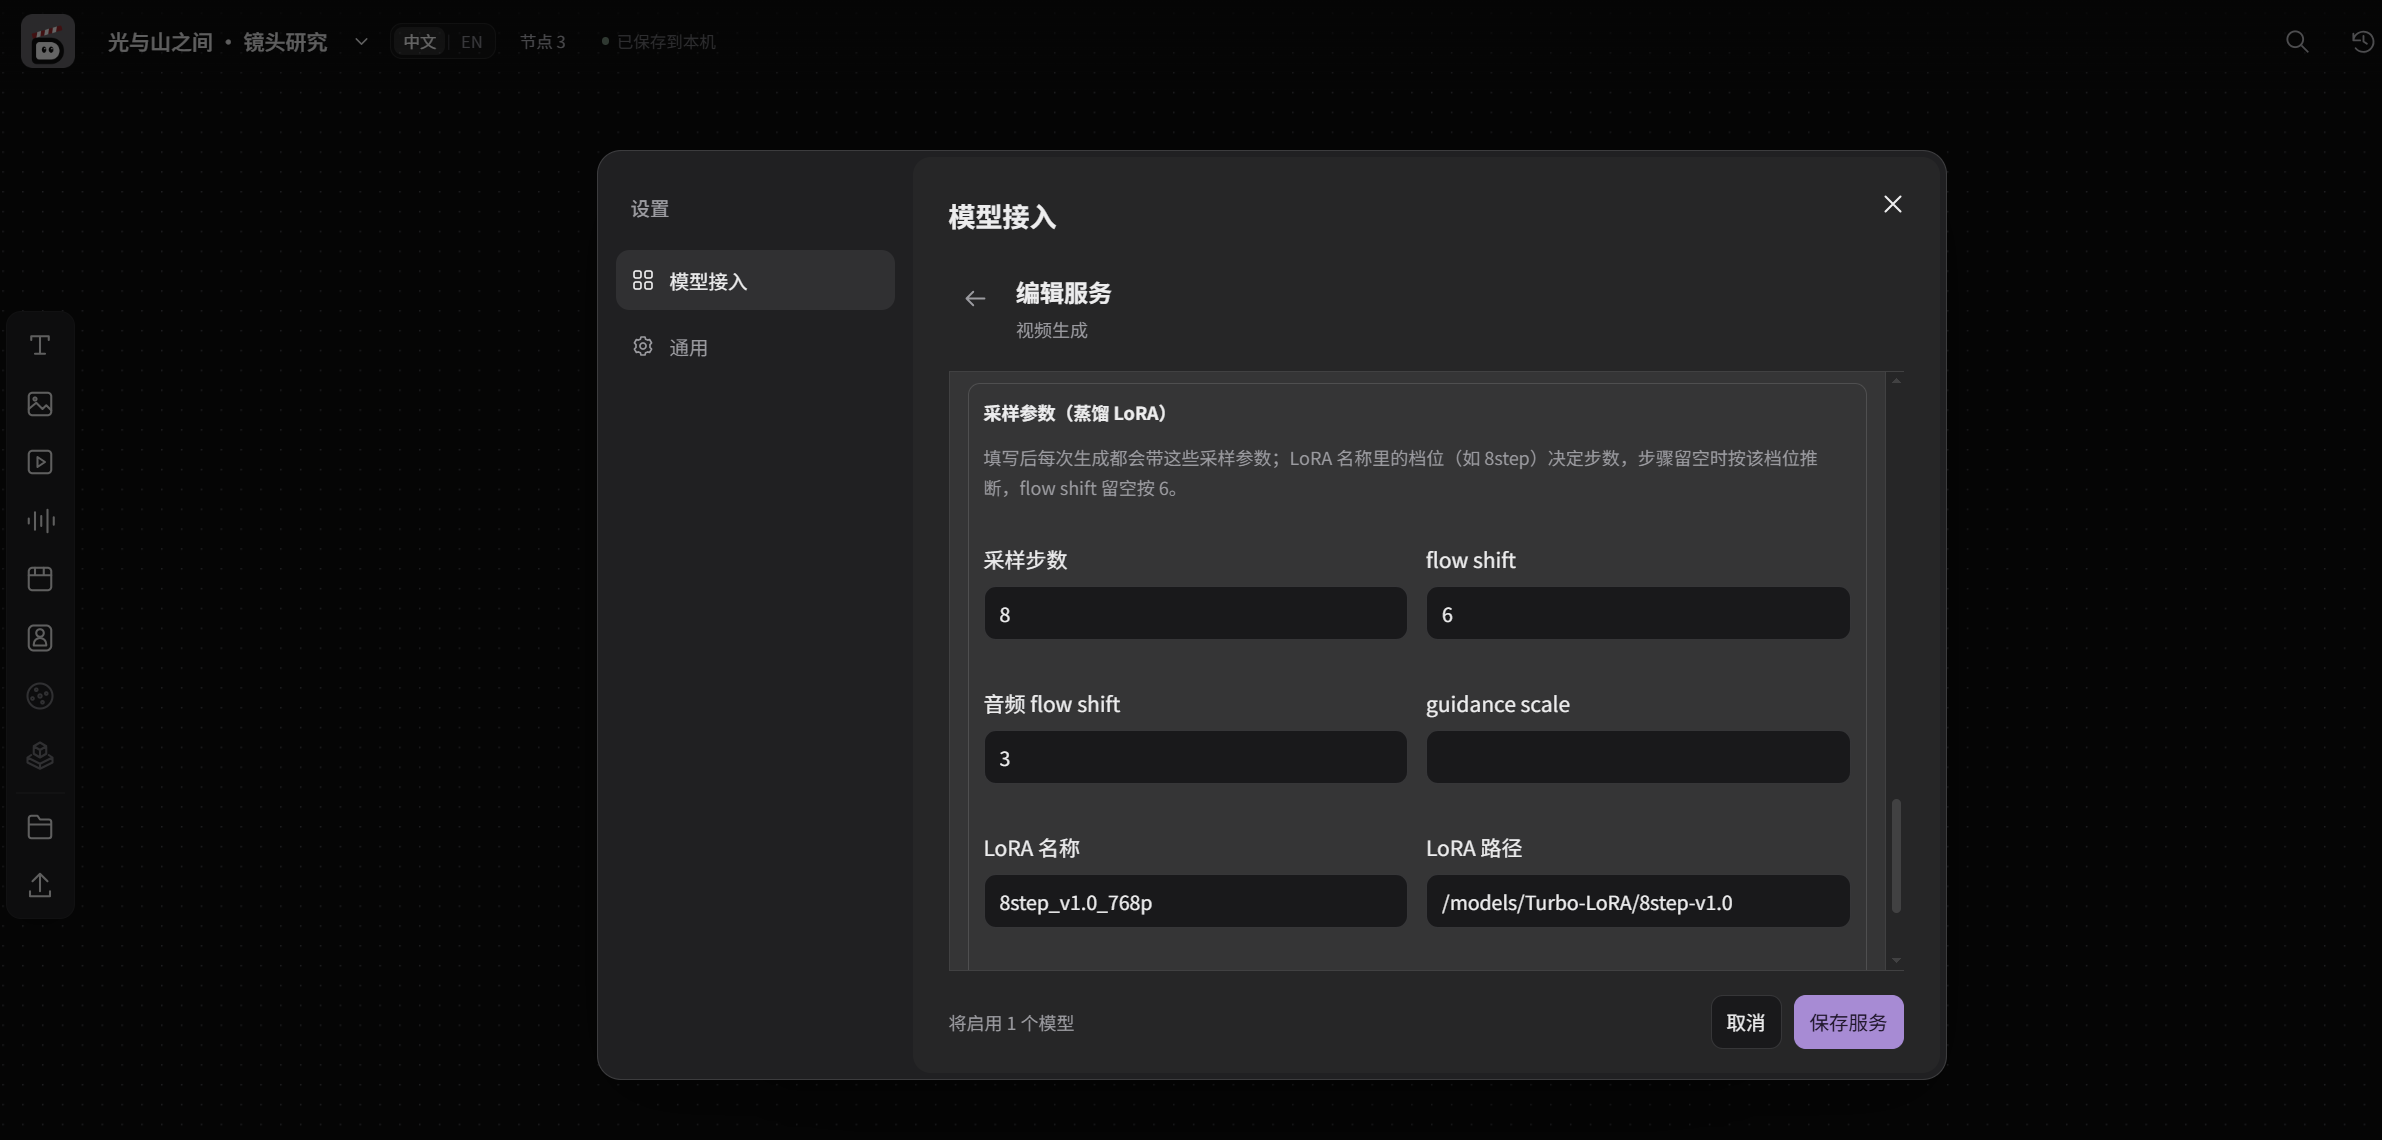 光与山之间 • 镜头研究
中文 EN
节点 3
已保存到本机
设置
模型接入
通用
模型接入
编辑服务
视频生成
采样参数（蒸馏 LoRA）
填写后每次生成都会带这些采样参数；LoRA 名称里的档位（如 8step）决定步数，步骤留空时按该档位推
断，flow shift 留空按 6。
采样步数
8
flow shift
6
音频 flow shift
3
guidance scale
LoRA 名称
8step_v1.0_768p
LoRA 路径
/models/Turbo-LoRA/8step-v1.0
将启用 1 个模型
取消
保存服务